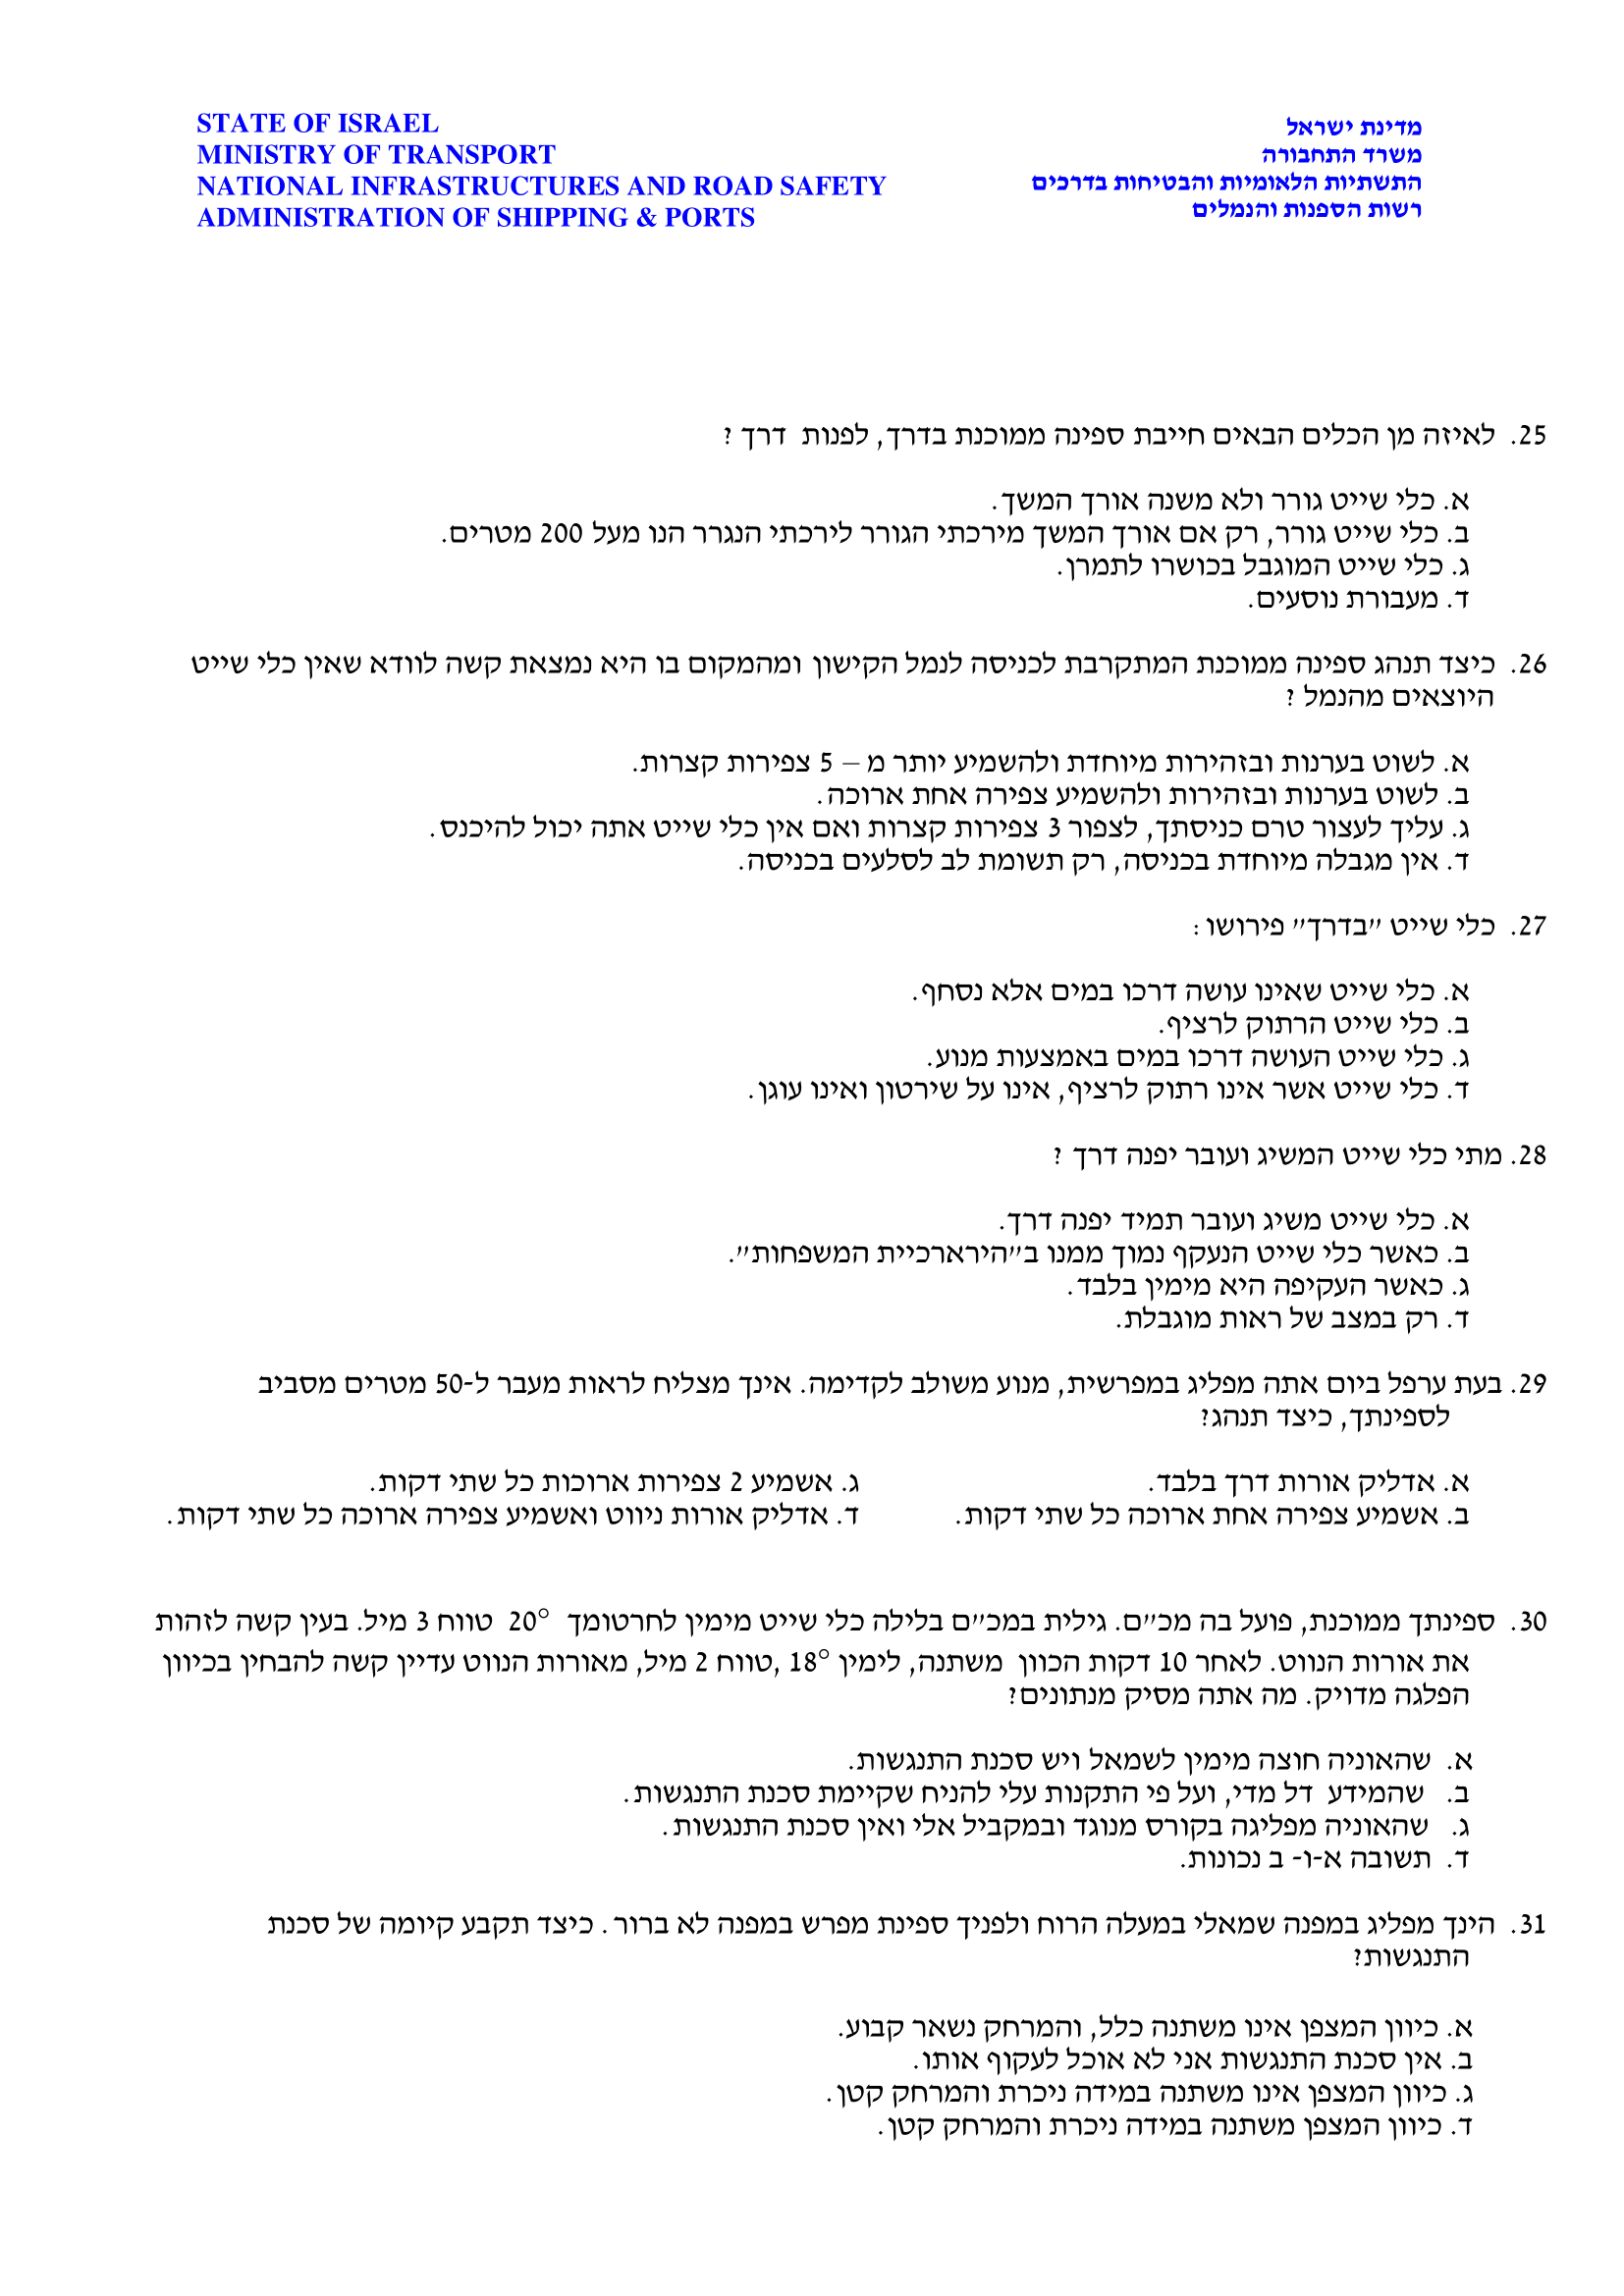 STATE OF ISRAEL
MINISTRY OF TRANSPORT
NATIONAL INFRASTRUCTURES AND ROAD SAFETY
ADMINISTRATION OF SHIPPING & PORTS
מדינת ישראל
משרד התחבורה
התשתיות הלאומיות והבטיחות בדרכים
רשות הספנות והנמלים
25. לאיזה מן הכלים הבאים חייבת ספינה ממוכנת בדרך, לפנות דרך ?
א. כלי שייט גורר ולא משנה אורך המשך.
ב. כלי שייט גורר, רק אם אורך המשך מירכתי הגורר לירכתי הנגרר הנו מעל 200 מטרים.
ג. כלי שייט המוגבל בכושרו לתמרן.
ד. מעבורת נוסעים.
26. כיצד תנהג ספינה ממוכנת המתקרבת לכניסה לנמל הקישון ומהמקום בו היא נמצאת קשה לוודא שאין כלי שייט
היוצאים מהנמל ?
א. לשוט בערנות ובזהירות מיוחדת ולהשמיע יותר מ – 5 צפירות קצרות.
ב. לשוט בערנות ובזהירות ולהשמיע צפירה אחת ארוכה.
ג. עליך לעצור טרם כניסתך, לצפור 3 צפירות קצרות ואם אין כלי שייט אתה יכול להיכנס.
ד. אין מגבלה מיוחדת בכניסה, רק תשומת לב לסלעים בכניסה.
27. כלי שייט "בדרך" פירושו:
א. כלי שייט שאינו עושה דרכו במים אלא נסחף.
ב. כלי שייט הרתוק לרציף.
ג. כלי שייט העושה דרכו במים באמצעות מנוע.
ד. כלי שייט אשר אינו רתוק לרציף, אינו על שירטון ואינו עוגן.
28. מתי כלי שייט המשיג ועובר יפנה דרך ?
א. כלי שייט משיג ועובר תמיד יפנה דרך.
ב. כאשר כלי שייט הנעקף נמוך ממנו ב"הירארכיית המשפחות".
ג. כאשר העקיפה היא מימין בלבד.
ד. רק במצב של ראות מוגבלת.
29. בעת ערפל ביום אתה מפליג במפרשית, מנוע משולב לקדימה. אינך מצליח לראות מעבר ל-50 מטרים מסביב
לספינתך, כיצד תנהג?
א. אדליק אורות דרך בלבד. ג. אשמיע 2 צפירות ארוכות כל שתי דקות.
ב. אשמיע צפירה אחת ארוכה כל שתי דקות. ד. אדליק אורות ניווט ואשמיע צפירה ארוכה כל שתי דקות.
30. ספינתך ממוכנת, פועל בה מכ"ם. גילית במכ"ם בלילה כלי שייט מימין לחרטומך 20° טווח 3 מיל. בעין קשה לזהות
את אורות הנווט. לאחר 10 דקות הכוון משתנה, לימין 18°, טווח 2 מיל, מאורות הנווט עדיין קשה להבחין בכיוון
הפלגה מדויק. מה אתה מסיק מנתונים?
א. שהאוניה חוצה מימין לשמאל ויש סכנת התנגשות.
ב. שהמידע דל מדי, ועל פי התקנות עלי להניח שקיימת סכנת התנגשות.
ג. שהאוניה מפליגה בקורס מנוגד ובמקביל אלי ואין סכנת התנגשות.
ד. תשובה א-ו- ב נכונות.
31. הינך מפליג במפנה שמאלי במעלה הרוח ולפניך ספינת מפרש במפנה לא ברור. כיצד תקבע קיומה של סכנת
התנגשות?
א. כיוון המצפן אינו משתנה כלל, והמרחק נשאר קבוע.
ב. אין סכנת התנגשות אני לא אוכל לעקוף אותו.
ג. כיוון המצפן אינו משתנה במידה ניכרת והמרחק קטן.
ד. כיוון המצפן משתנה במידה ניכרת והמרחק קטן.